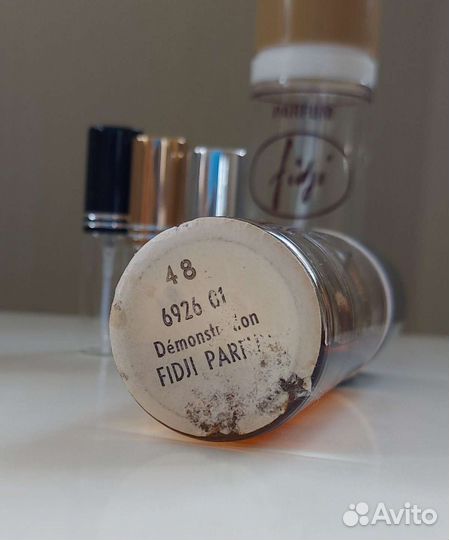 PARFUM
fidji
48
6926 01
Démonstration
FIDJI PARFUM
Avito